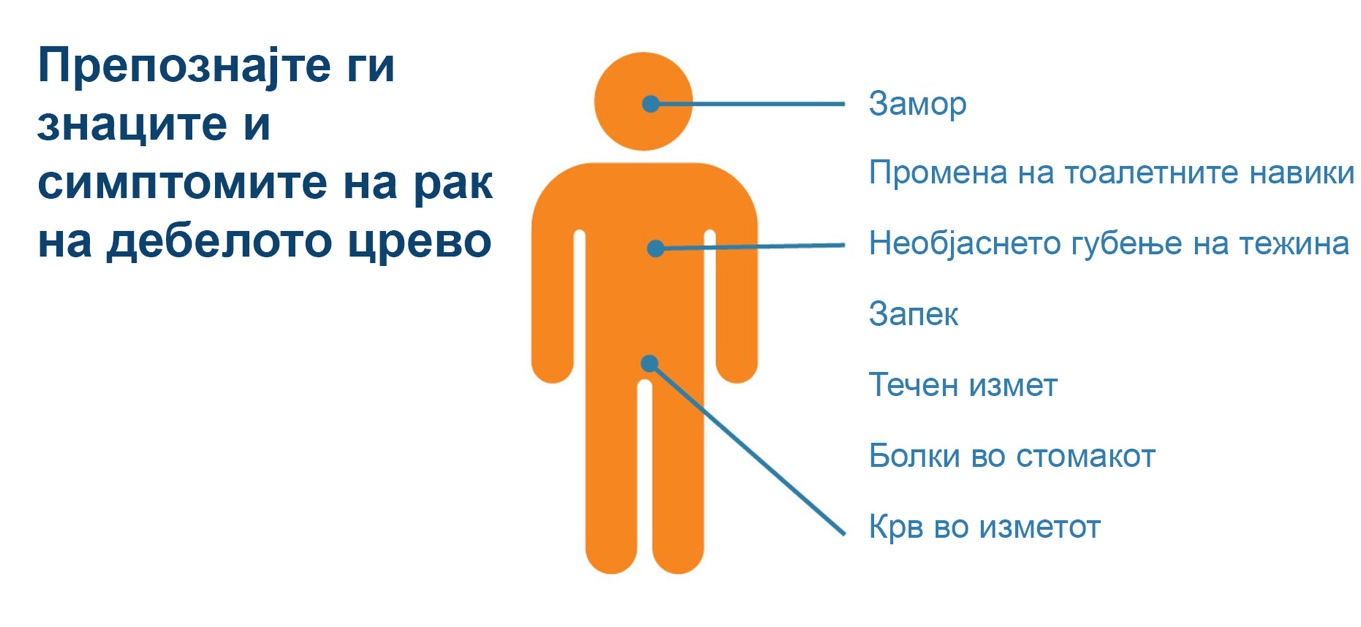 Препознајте ги
знаците и
симптомите на рак
на дебелото црево
Замор
Промена на тоалетните навики
Необјаснето губење на тежина
Запек
Течен измет
Болки во стомакот
Крв во изметот